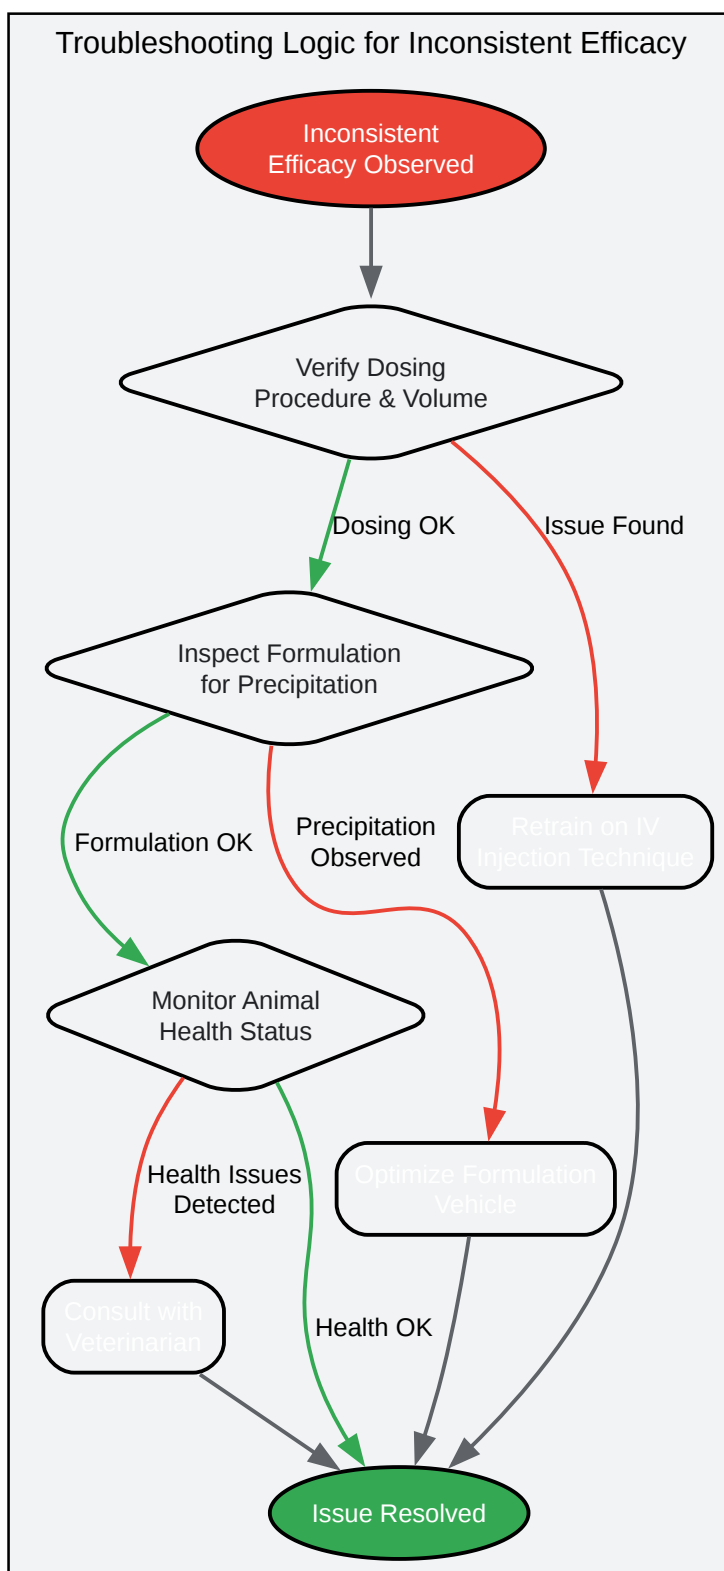 Troubleshooting Logic for Inconsistent Efficacy
Inconsistent
Efficacy Observed
Verify Dosing
Procedure & Volume
Dosing OK
Issue Found
Inspect Formulation
for Precipitation
Formulation OK
Precipitation
Observed
Retrain on IV
Injection Technique
Monitor Animal
Health Status
Health Issues
Detected
Optimize Formulation
Vehicle
Consult with
Veterinarian
Health OK
Issue Resolved